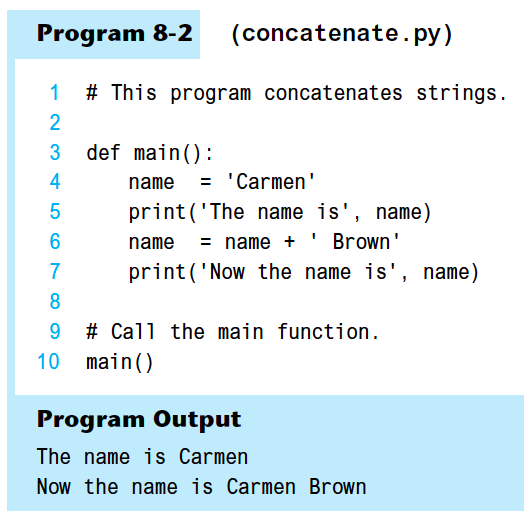 Program 8-2 (concatenate.py)
1 # This program concatenates strings.
2
3 def main():
4     name  = 'Carmen'
5     print('The name is', name)
6     name  = name + ' Brown'
7     print('Now the name is', name)
8
9 # Call the main function.
10 main()
Program Output
The name is Carmen
Now the name is Carmen Brown